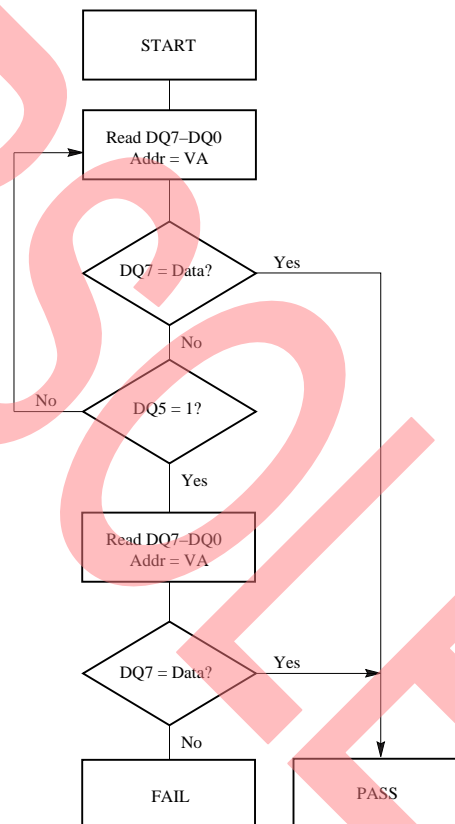 START
Read DQ7–DQ0
Addr = VA
DQ7 = Data?
Yes
No
DQ5 = 1?
No
Yes
Read DQ7–DQ0
Addr = VA
DQ7 = Data?
Yes
No
FAIL
PASS